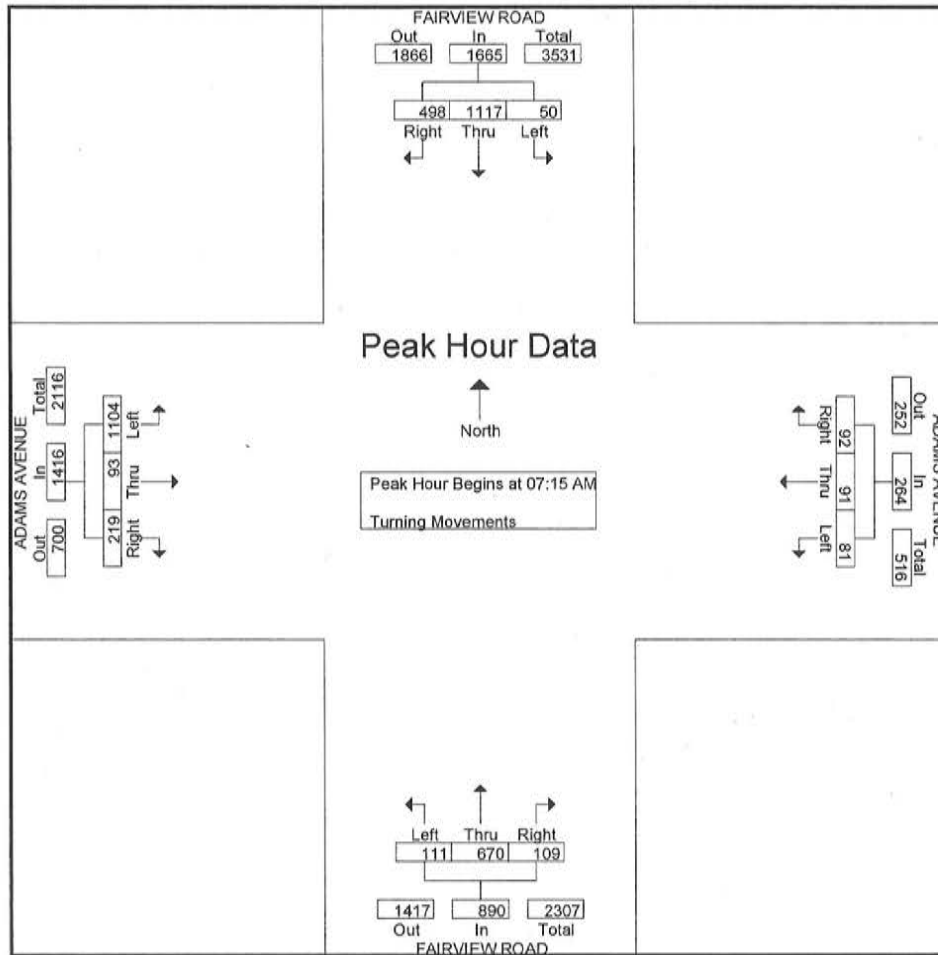 FAIRVIEW ROAD
Out In Total
1866 1665 3531
498 1117 50
Right Thru Left
Peak Hour Data
North
Peak Hour Begins at 07:15 AM
Turning Movements
ADAMS AVENUE
Out In Total
700 1416 2116
219 93 1104
Right Thru Left
ADAMS AVENUE
Out In Total
252 264 516
92 91 81
Right Thru Left
Left Thru Right
111 670 109
1417 890 2307
Out In Total
FAIRVIEW ROAD